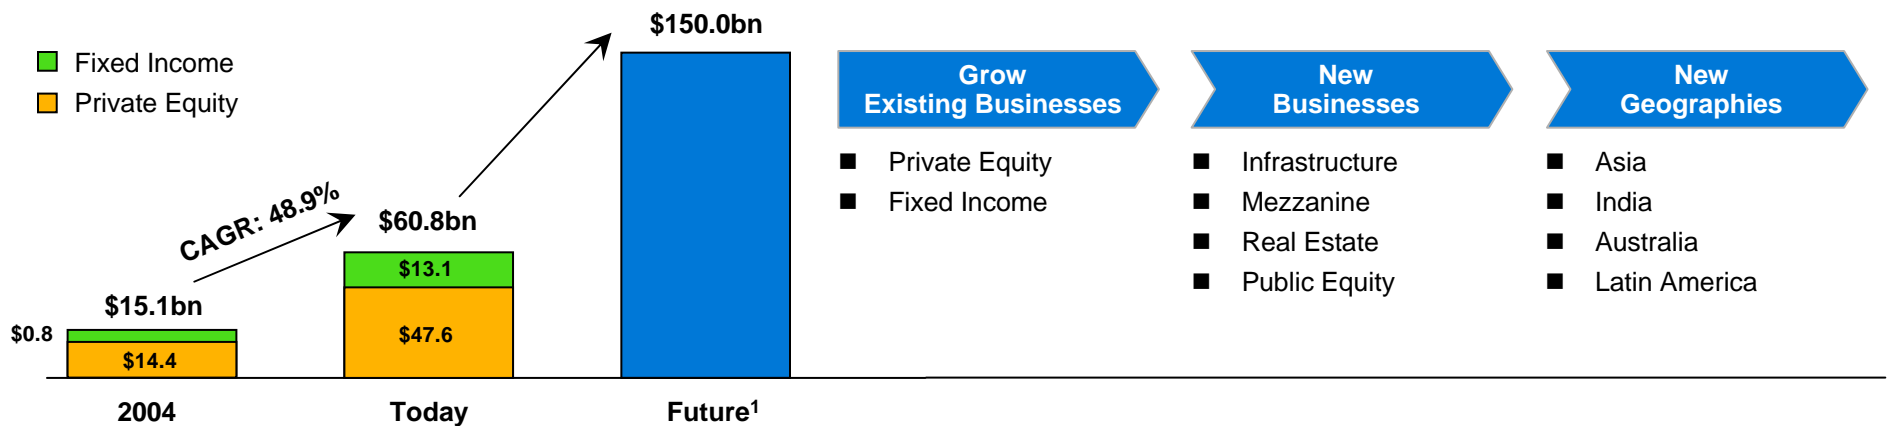 Fixed Income
Private Equity
$150.0bn
CAGR: 48.9%
$60.8bn
$13.1
$47.6
$15.1bn
$0.8
$14.4
2004
Today
Future¹
Grow
Existing Businesses
■ Private Equity
■ Fixed Income
New
Businesses
■ Infrastructure
■ Mezzanine
■ Real Estate
■ Public Equity
New
Geographies
■ Asia
■ India
■ Australia
■ Latin America